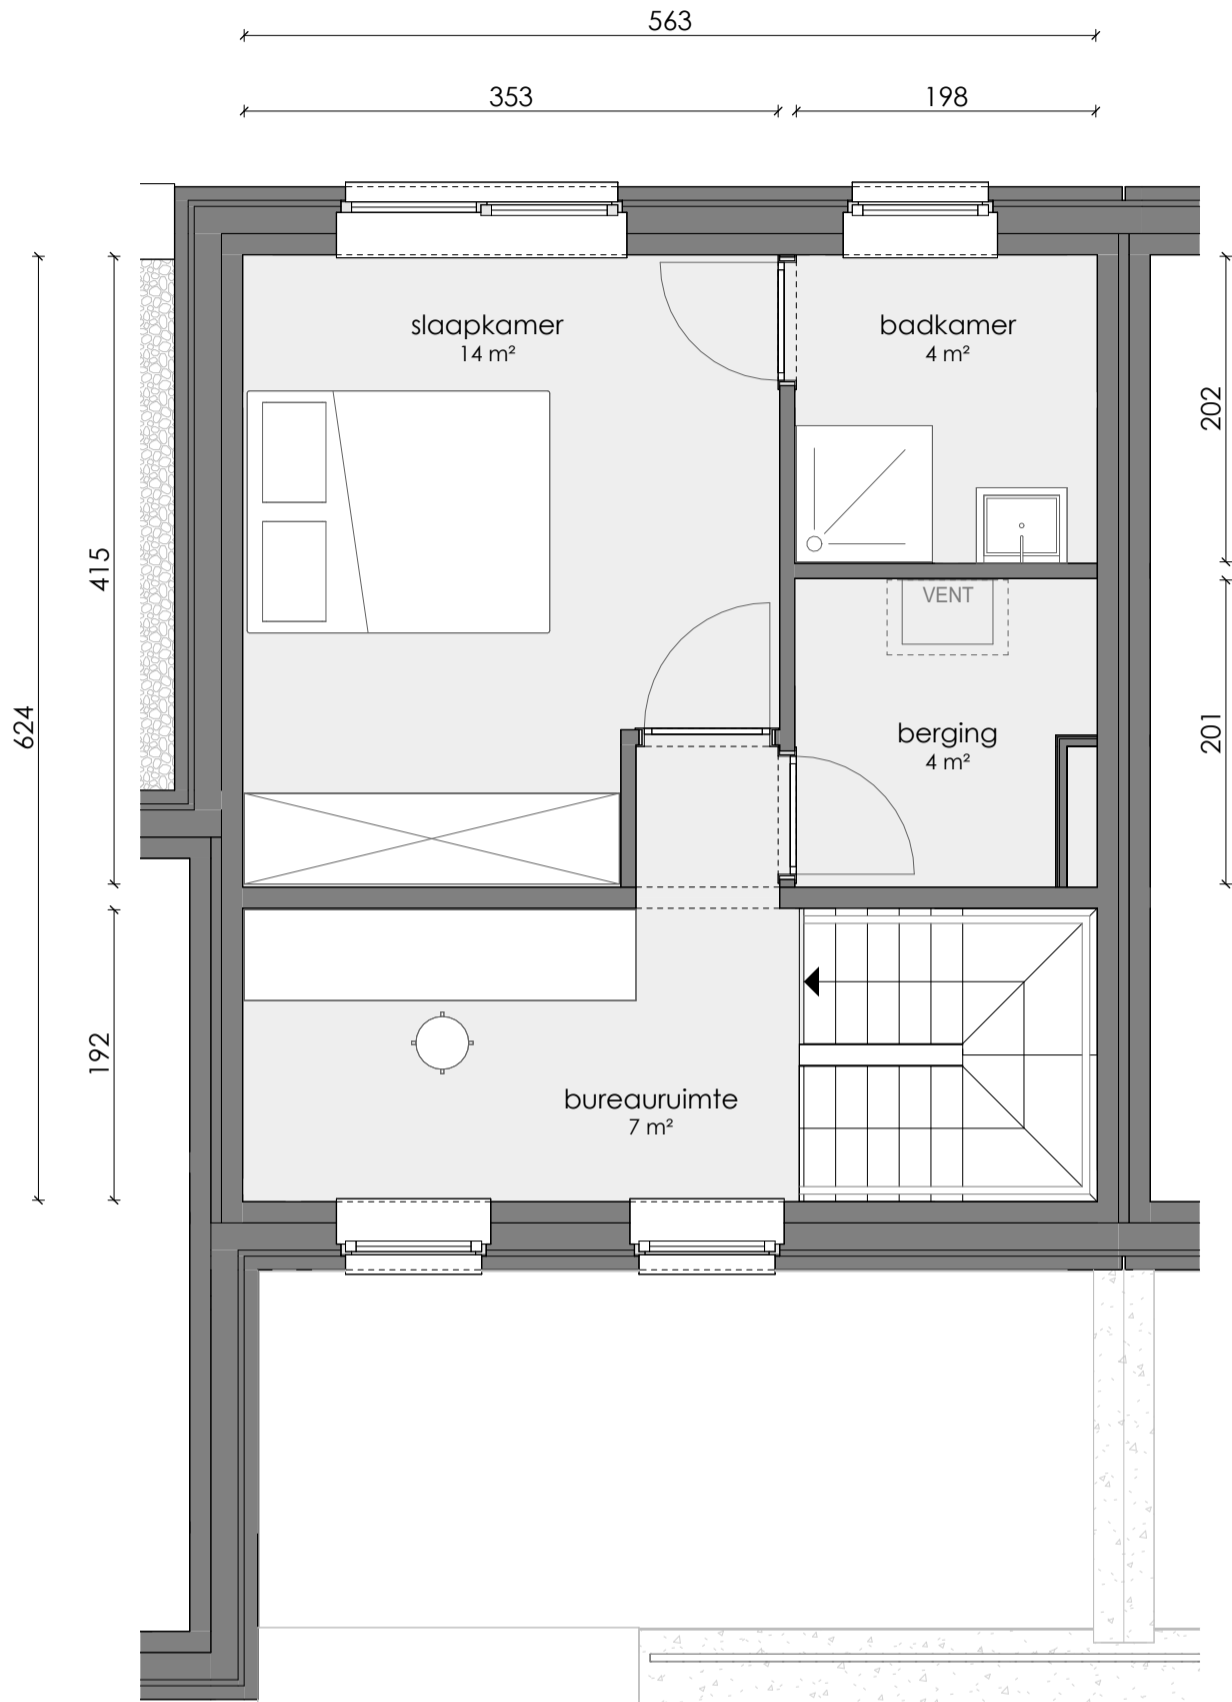 563
353
198
slaapkamer
14 m²
badkamer
4 m²
202
415
VENT
624
berging
4 m²
201
192
bureauruimte
7 m²